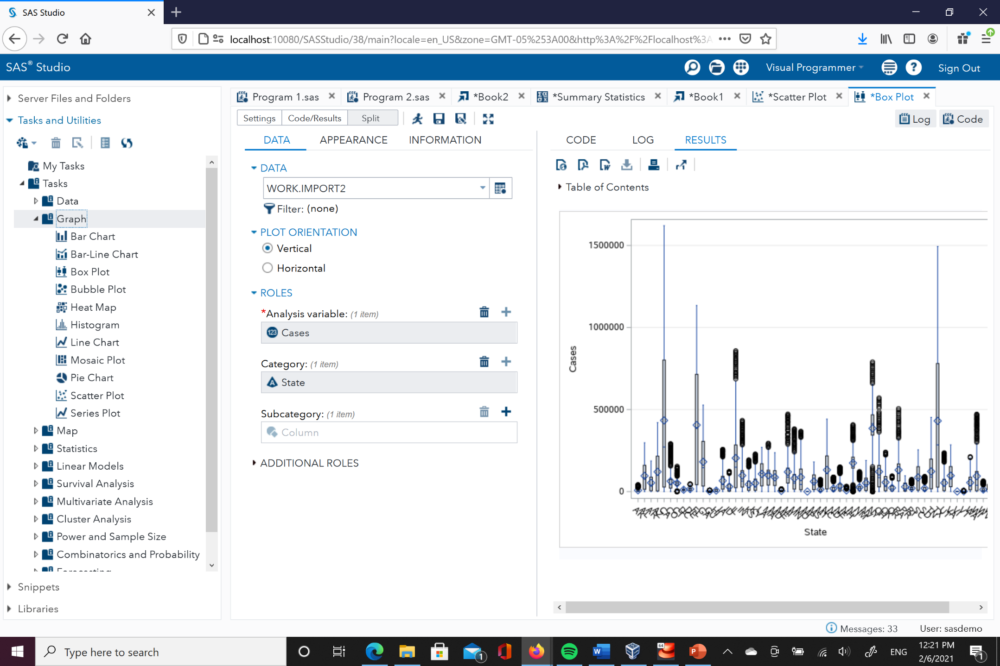 SAS Studio
localhost:10080/SASStudio/38/main?locale=en_US&zone=GMT-05%253A00&http%3A%2F%2Flocalhost%3A
SAS® Studio
Visual Programmer
Sign Out
Server Files and Folders
Tasks and Utilities
My Tasks
Tasks
Data
Graph
Bar Chart
Bar-Line Chart
Box Plot
Bubble Plot
Heat Map
Histogram
Line Chart
Mosaic Plot
Pie Chart
Scatter Plot
Series Plot
Map
Statistics
Linear Models
Survival Analysis
Multivariate Analysis
Cluster Analysis
Power and Sample Size
Combinatorics and Probability
Forecasting
Snippets
Libraries
Program 1.sas
Program 2.sas
*Book2
*Summary Statistics
*Book1
*Scatter Plot
*Box Plot
Settings
Code/Results
Split
Log
Code
DATA
APPEARANCE
INFORMATION
DATA
WORK.IMPORT2
Filter: (none)
PLOT ORIENTATION
Vertical
Horizontal
ROLES
*Analysis variable: (1 item)
123 Cases
Category: (1 item)
A State
Subcategory: (1 item)
Column
ADDITIONAL ROLES
CODE
LOG
RESULTS
Table of Contents
1500000
1000000
500000
0
Cases
State
Messages: 33
User: sasdemo
Type here to search
1
64
ENG
12:21 PM
2/6/2021
1